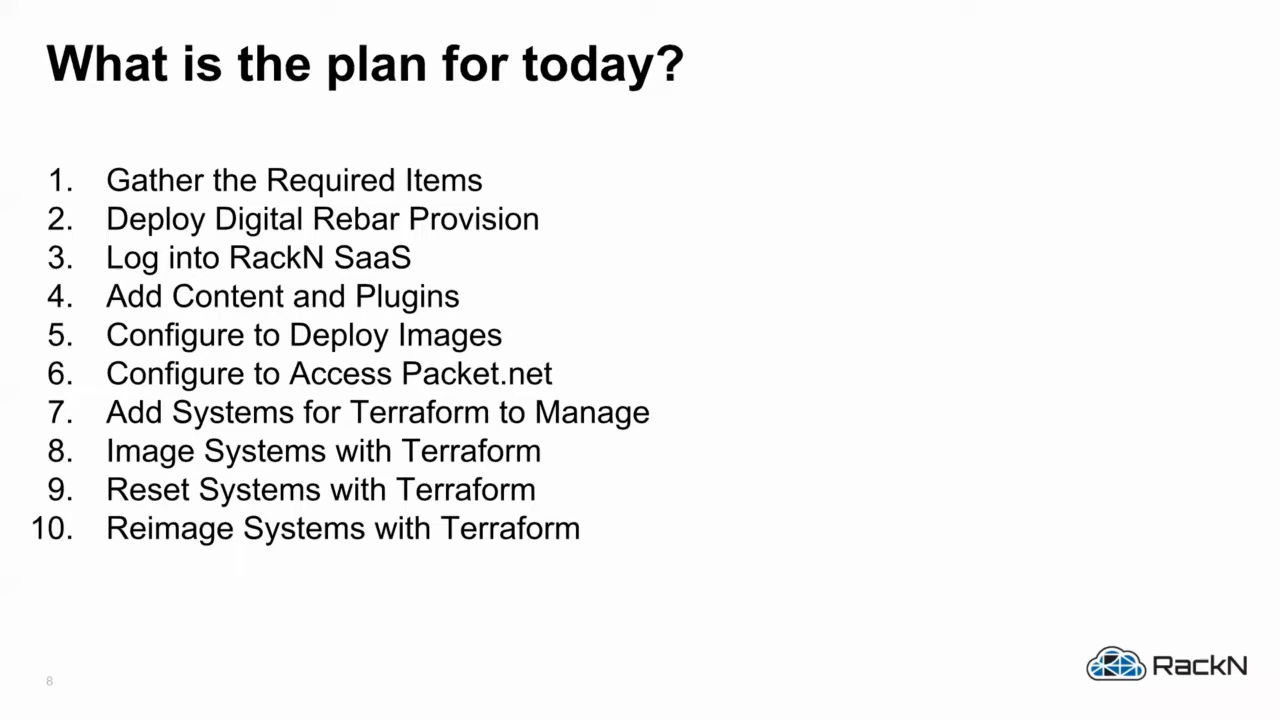 What is the plan for today?
1. Gather the Required Items
2. Deploy Digital Rebar Provision
3. Log into RackN SaaS
4. Add Content and Plugins
5. Configure to Deploy Images
6. Configure to Access Packet.net
7. Add Systems for Terraform to Manage
8. Image Systems with Terraform
9. Reset Systems with Terraform
10. Reimage Systems with Terraform
8
RackN